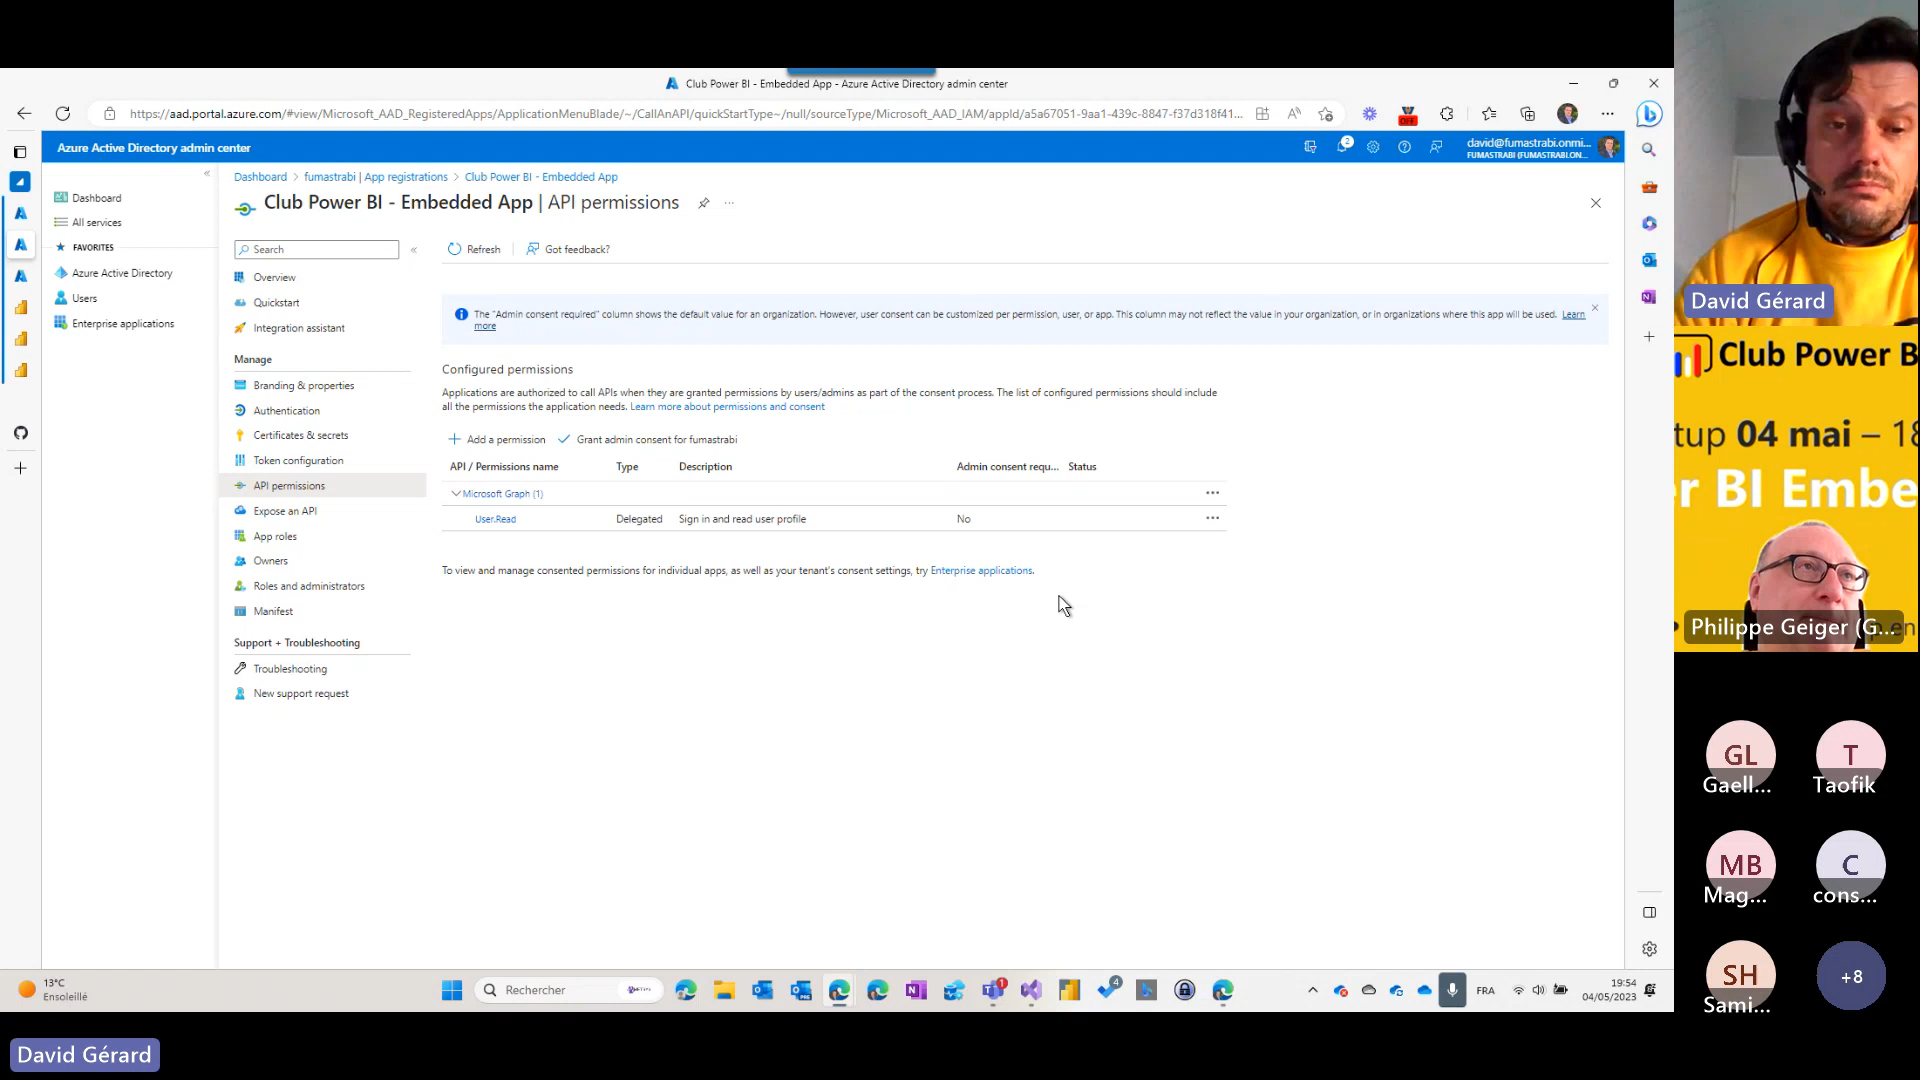 Club Power BI - Embedded App - Azure Active Directory admin center
https://aad.portal.azure.com/#view/Microsoft_AAD_RegisteredApps/ApplicationMenuBlade/~/CallAnAPI/quickStartType~/null/sourceType/Microsoft_AAD_IAM/appId/a5a67051-9aa1-439c-8847-f37d318f41...
OFF
Azure Active Directory admin center
2
david@fumastrabi.onmi...
FUMASTRABI (FUMASTRABI.ON...
Dashboard
All services
FAVORITES
Azure Active Directory
Users
Enterprise applications
Dashboard > fumastrabi | App registrations > Club Power BI - Embedded App
Club Power BI - Embedded App | API permissions
Search
Overview
Quickstart
Integration assistant
Manage
Branding & properties
Authentication
Certificates & secrets
Token configuration
API permissions
Expose an API
App roles
Owners
Roles and administrators
Manifest
Support + Troubleshooting
Troubleshooting
New support request
Refresh
Got feedback?
The "Admin consent required" column shows the default value for an organization. However, user consent can be customized per permission, user, or app. This column may not reflect the value in your organization, or in organizations where this app will be used. Learn
more
Configured permissions
Applications are authorized to call APIs when they are granted permissions by users/admins as part of the consent process. The list of configured permissions should include
all the permissions the application needs. Learn more about permissions and consent
Add a permission
Grant admin consent for fumastrabi
API / Permissions name Type Description Admin consent requ... Status
Microsoft Graph (1)
User.Read Delegated Sign in and read user profile No
To view and manage consented permissions for individual apps, as well as your tenant's consent settings, try Enterprise applications.
13°C
Ensoleillé
Rechercher
1
4
FRA
19:54
04/05/2023
David Gérard
David Gérard
Club Power B
tup 04 mai – 18
r BI Embe
Philippe Geiger (G...
en
GL
Gaell...
T
Taofik
MB
Mag...
C
cons...
SH
Sami...
+8